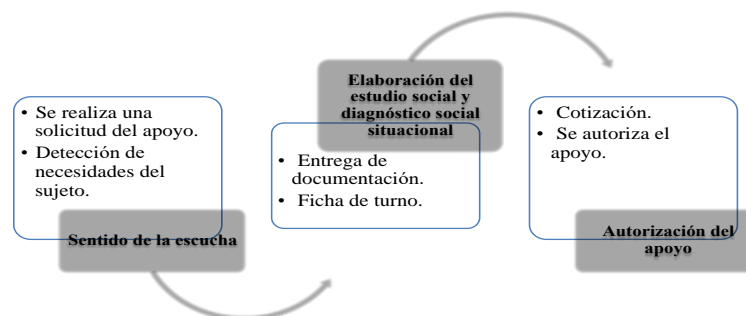 • Se realiza una
solicitud del apoyo.
• Detección de
necesidades del
sujeto.
Sentido de la escucha
Elaboración del
estudio social y
diagnóstico social
situacional
• Entrega de
documentación.
• Ficha de turno.
• Cotización.
• Se autoriza el
apoyo.
Autorización del
apoyo